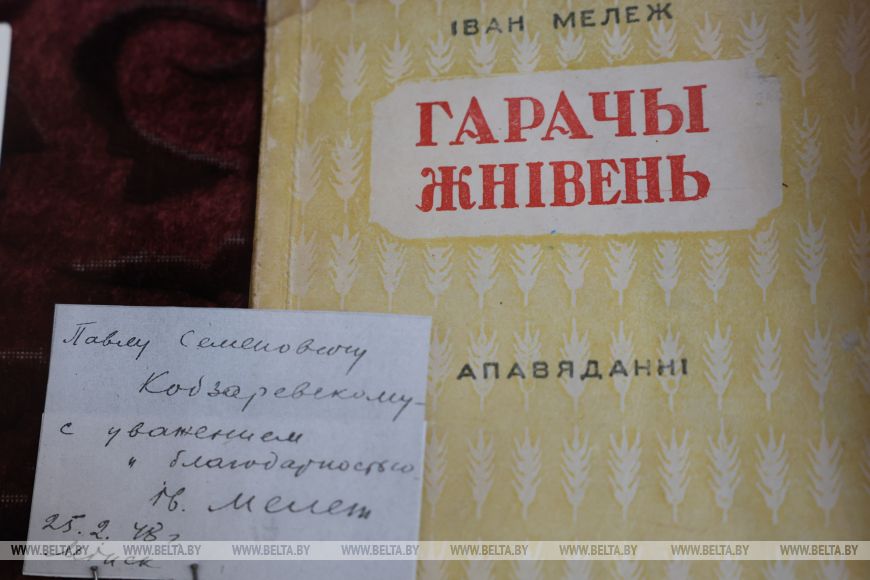 ІВАН МЕЛЕЖ
ГАРАЧЫ
ЖНІВЕНЬ
АПАВЯДАННІ
Павлу Семеновичу
Кобзаревскому –
с уважением
и благодарностью
Ив. Мележ
25. 2. 48 г
Минск
WWW.BELTA.BY WWW.BELTA.BY WWW.BELTA.BY WWW.BELTA.BY WWW.BELTA.BY WWW.BELTA.BY WWW.BELTA.BY WWW.BELTA.BY